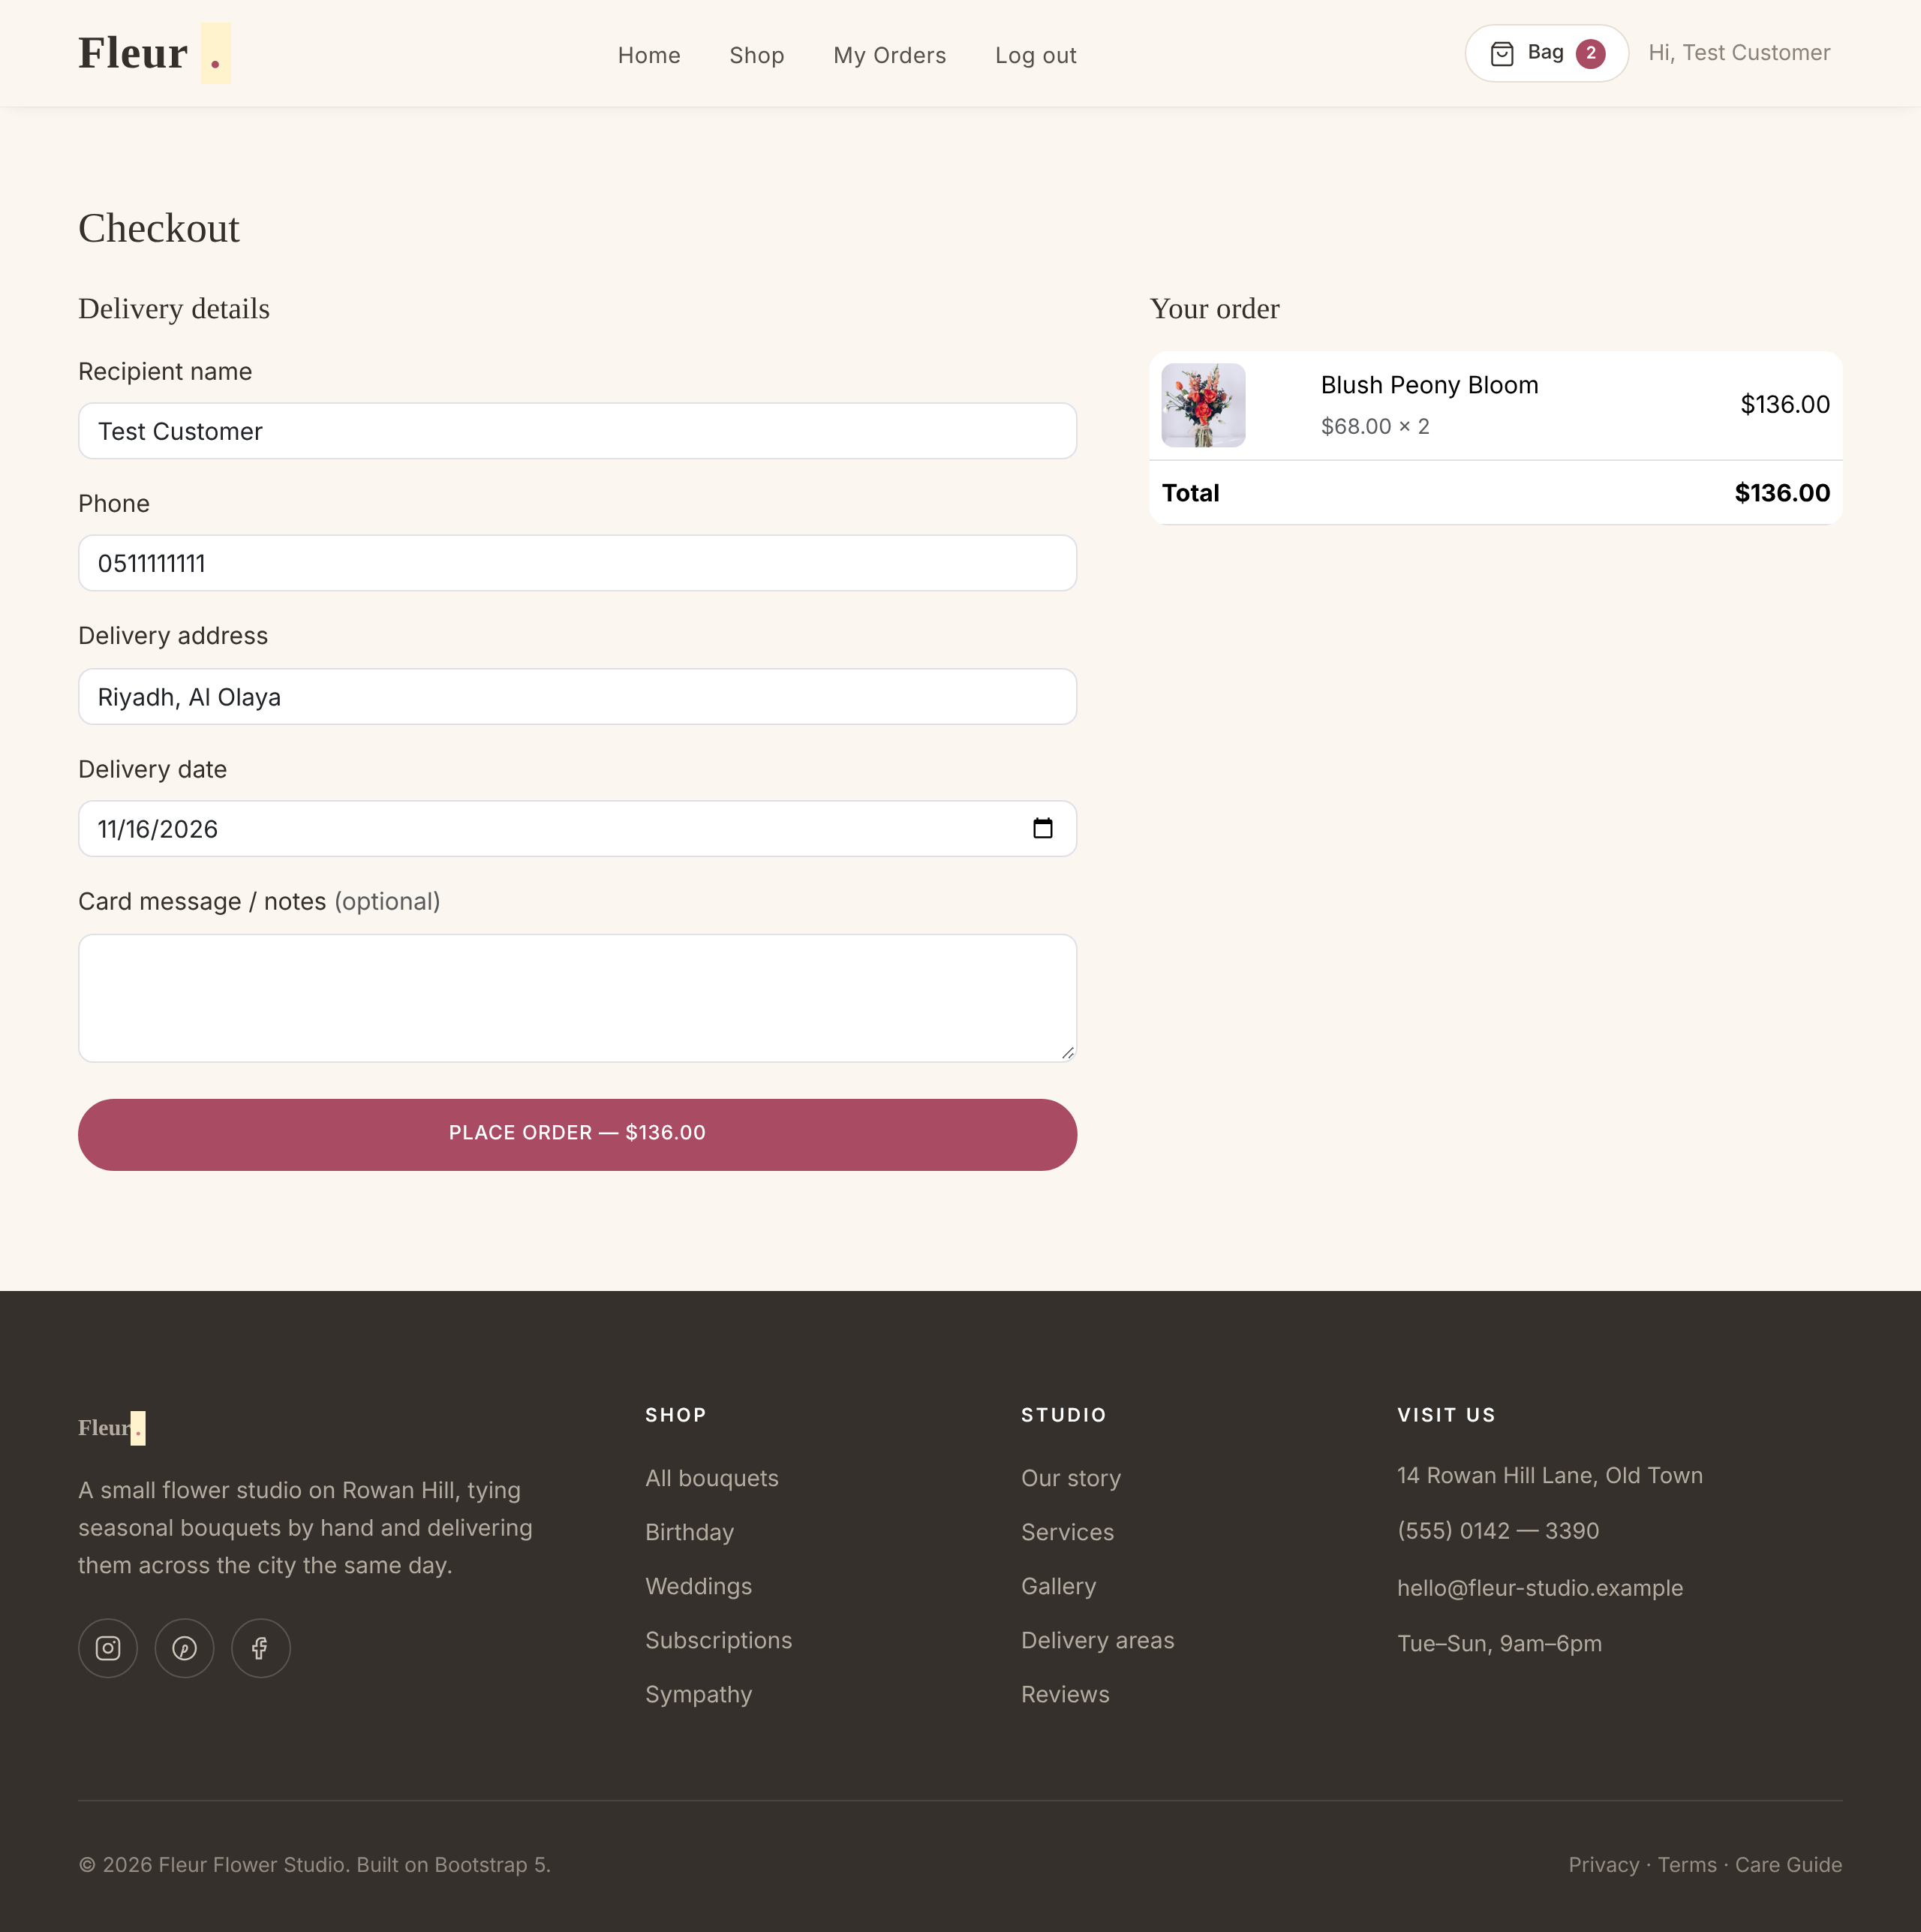 Fleur .
Home Shop My Orders Log out
Bag 2 Hi, Test Customer
Checkout
Delivery details
Recipient name
Test Customer
Phone
0511111111
Delivery address
Riyadh, Al Olaya
Delivery date
11/16/2026
Card message / notes (optional)
PLACE ORDER — $136.00
Your order
Blush Peony Bloom
$68.00 × 2
$136.00
Total $136.00
Fleur.
A small flower studio on Rowan Hill, tying
seasonal bouquets by hand and delivering
them across the city the same day.
SHOP
All bouquets
Birthday
Weddings
Subscriptions
Sympathy
STUDIO
Our story
Services
Gallery
Delivery areas
Reviews
VISIT US
14 Rowan Hill Lane, Old Town
(555) 0142 — 3390
hello@fleur-studio.example
Tue–Sun, 9am–6pm
© 2026 Fleur Flower Studio. Built on Bootstrap 5.
Privacy · Terms · Care Guide